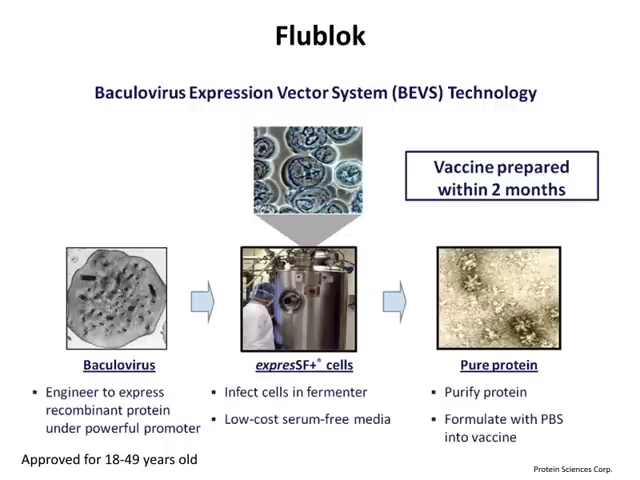 Flublok
Baculovirus Expression Vector System (BEVS) Technology
Vaccine prepared
within 2 months
Baculovirus
▪ Engineer to express
recombinant protein
under powerful promoter
expresSF+® cells
▪ Infect cells in fermenter
▪ Low-cost serum-free media
Pure protein
▪ Purify protein
▪ Formulate with PBS
into vaccine
Approved for 18-49 years old
Protein Sciences Corp.